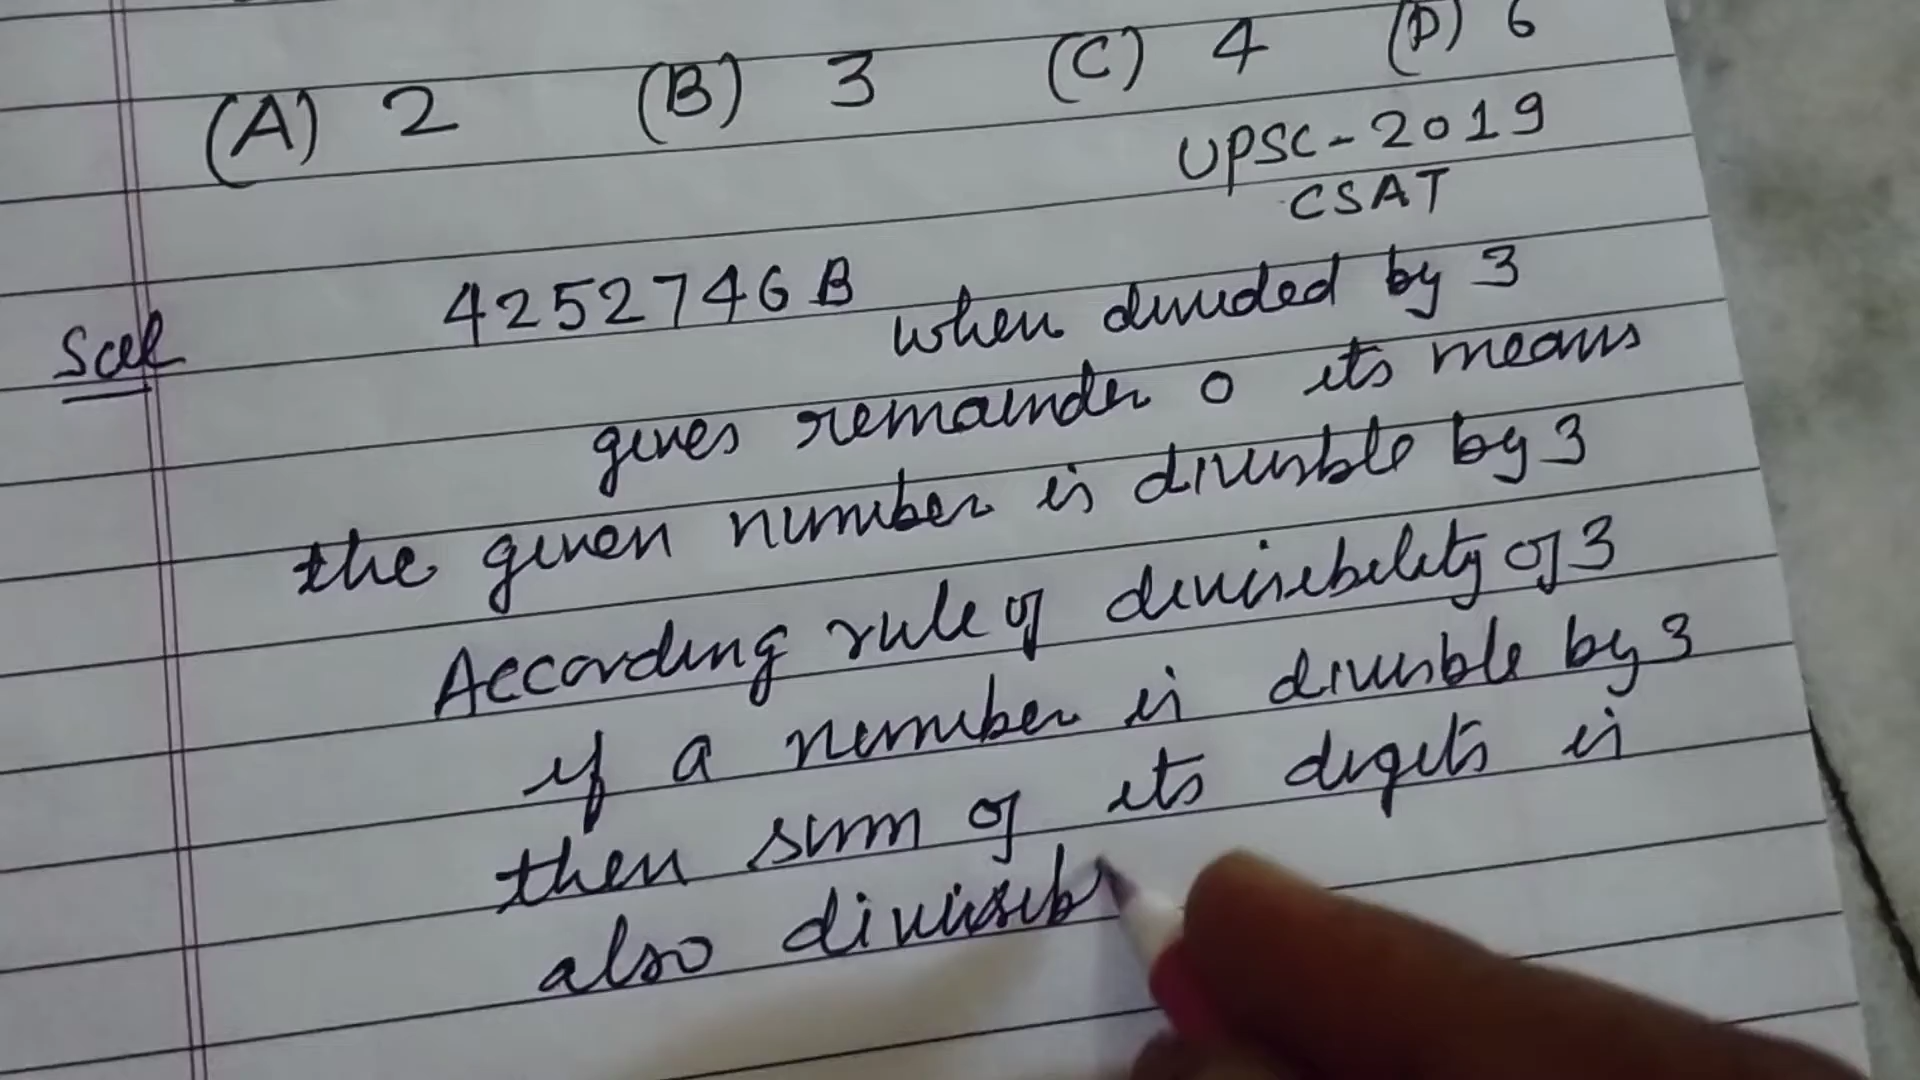 (A) 2 (B) 3 (C) 4 (D) 6
UPSC-2019
CSAT
Sol 4252746B when divided by 3
gives remainder 0 its means
the given number is divisible by 3
According rule of divisibility of 3
if a number is divisible by 3
then sum of its digits is
also divisib